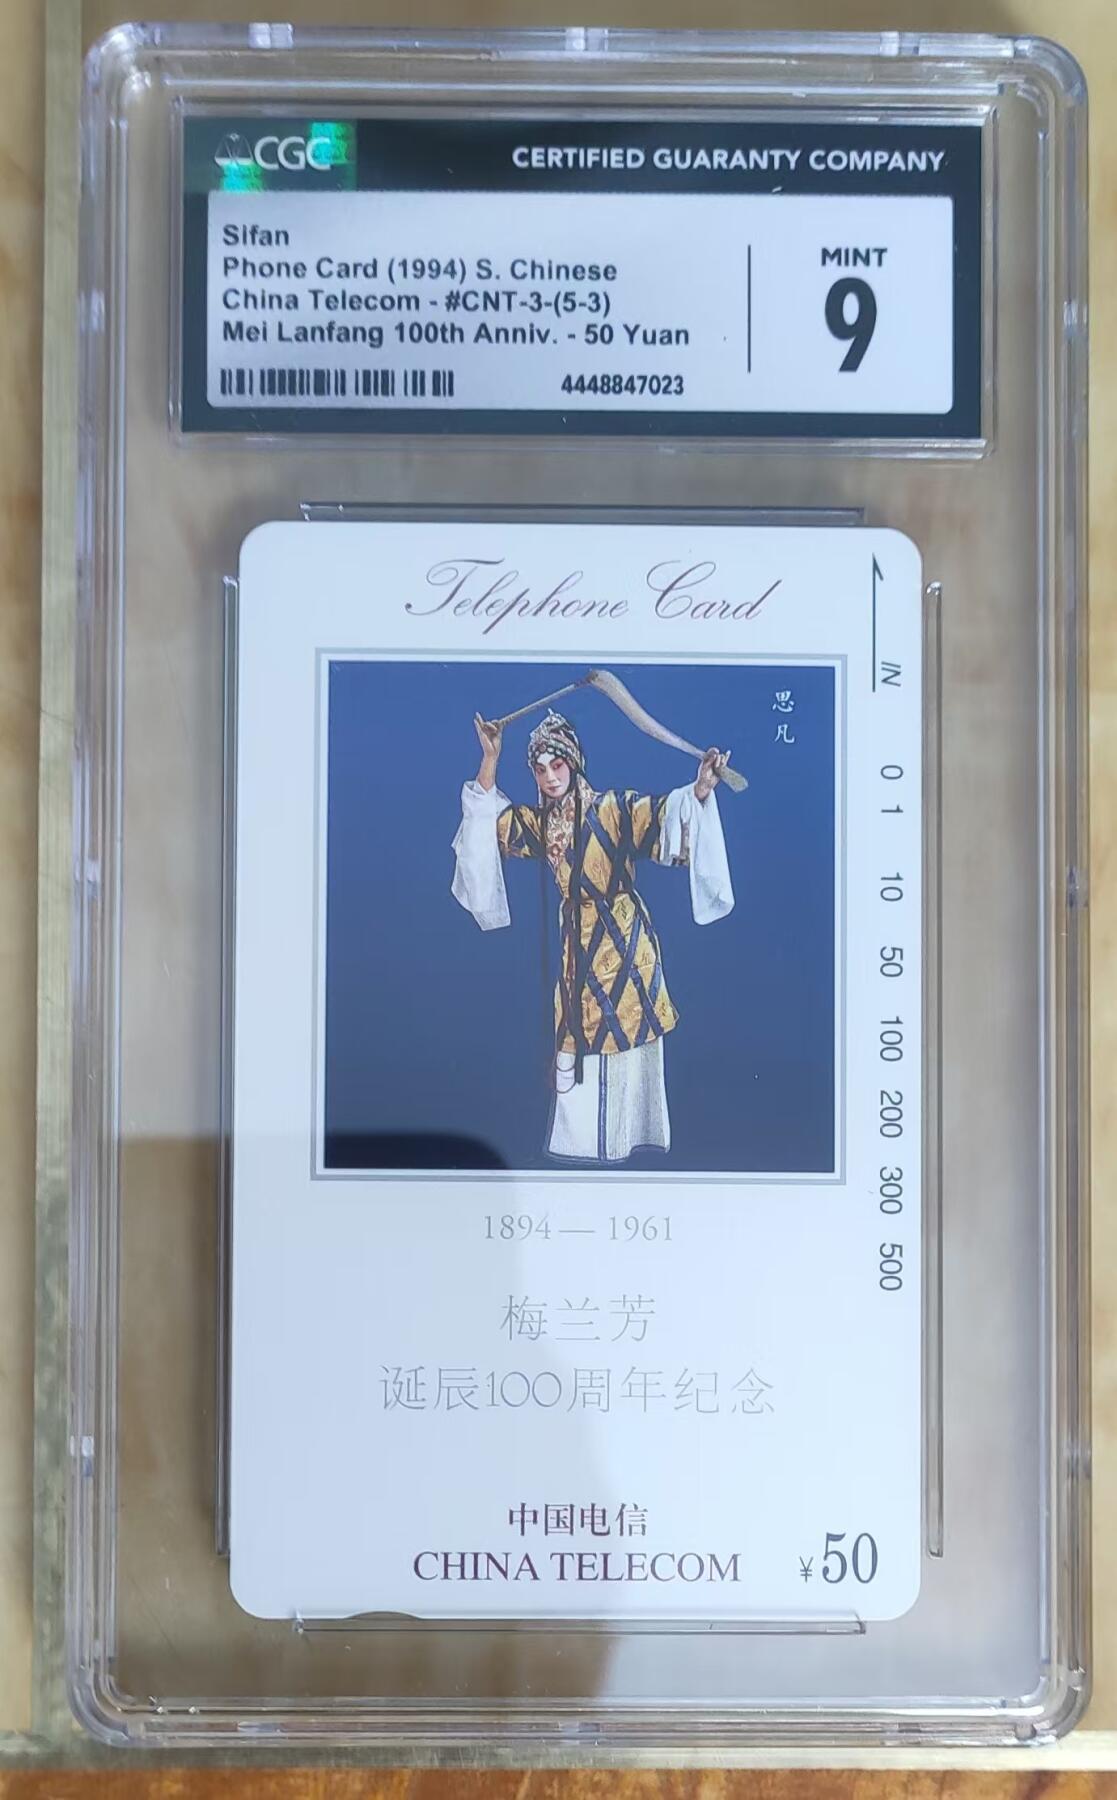 CGC
CERTIFIED GUARANTY COMPANY
Sifan
Phone Card (1994) S. Chinese
China Telecom - #CNT-3-(5-3)
Mei Lanfang 100th Anniv. - 50 Yuan
4448847023
MINT
9
Telephone Card
思凡
IN
0 1 10 50 100 200 300 500
1894 — 1961
梅兰芳
诞辰100周年纪念
中国电信
CHINA TELECOM
¥50